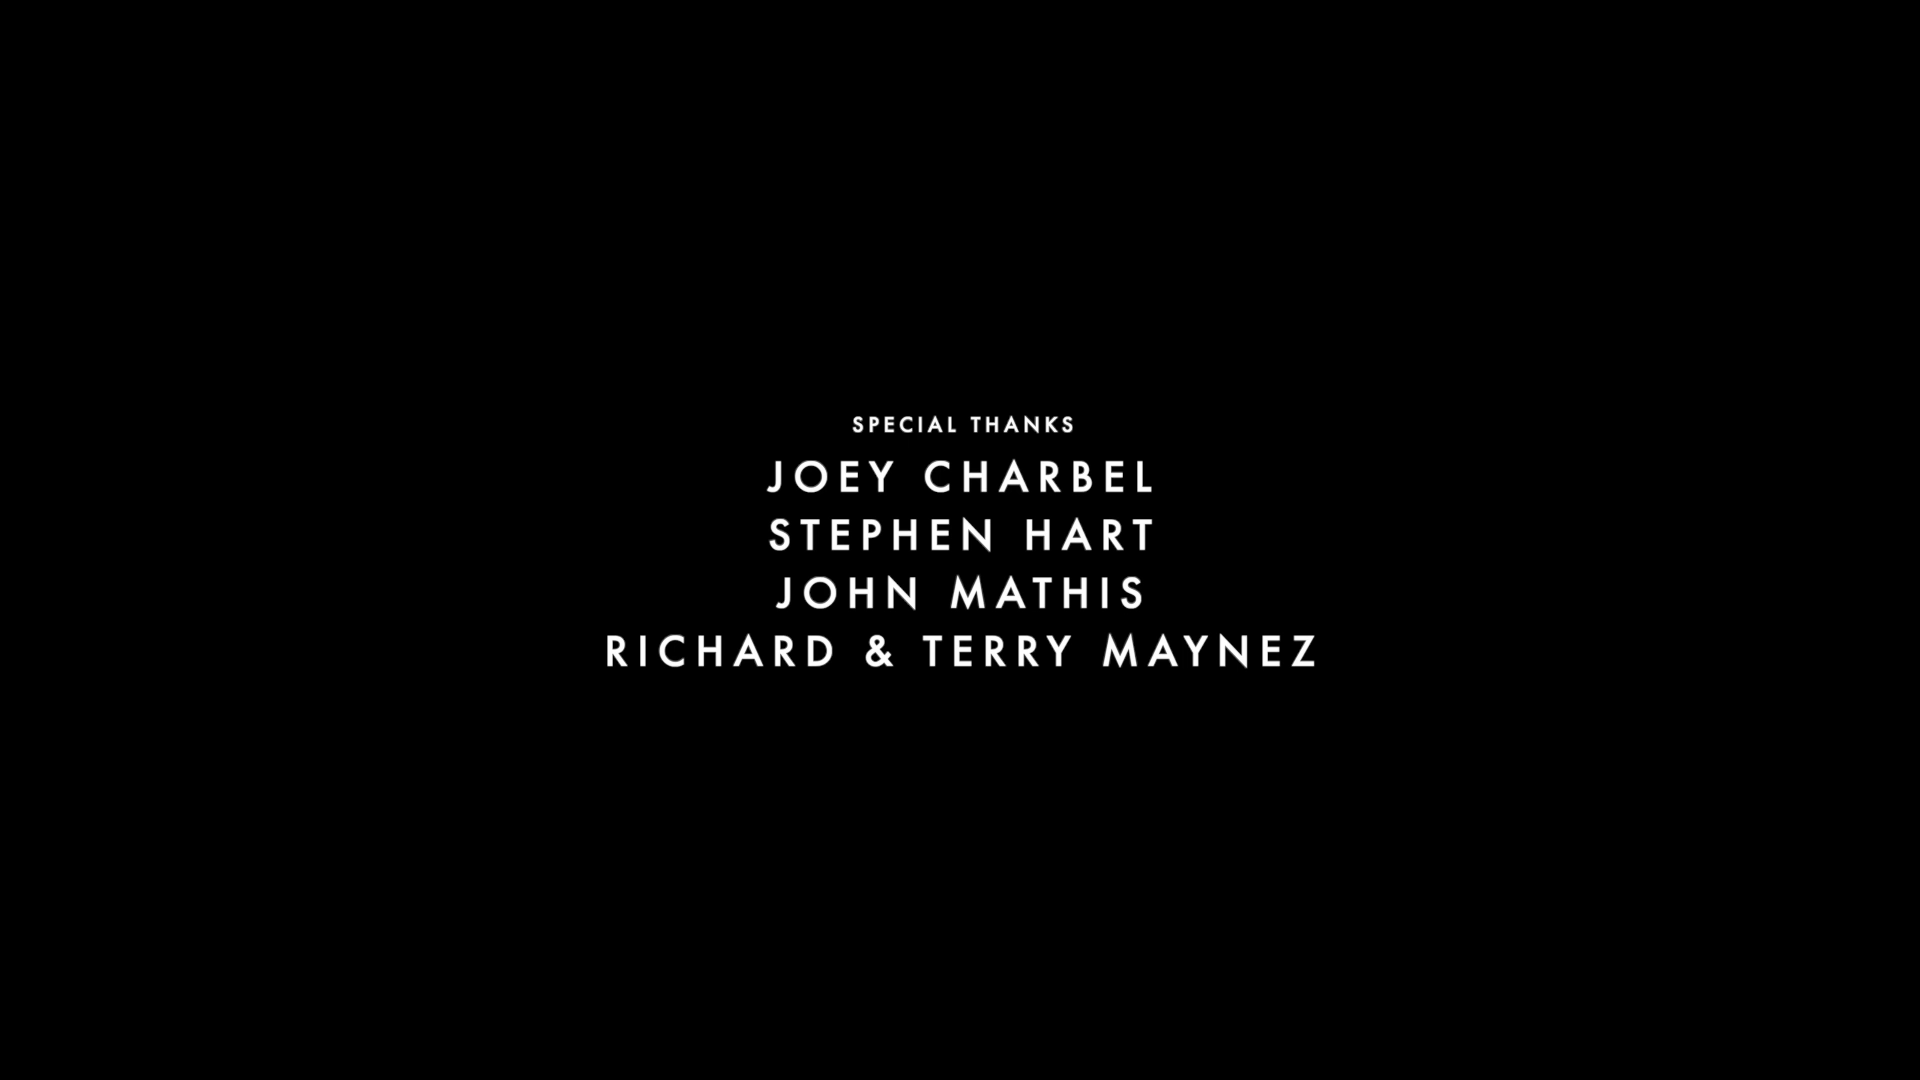 SPECIAL THANKS
JOEY CHARBEL
STEPHEN HART
JOHN MATHIS
RICHARD & TERRY MAYNEZ